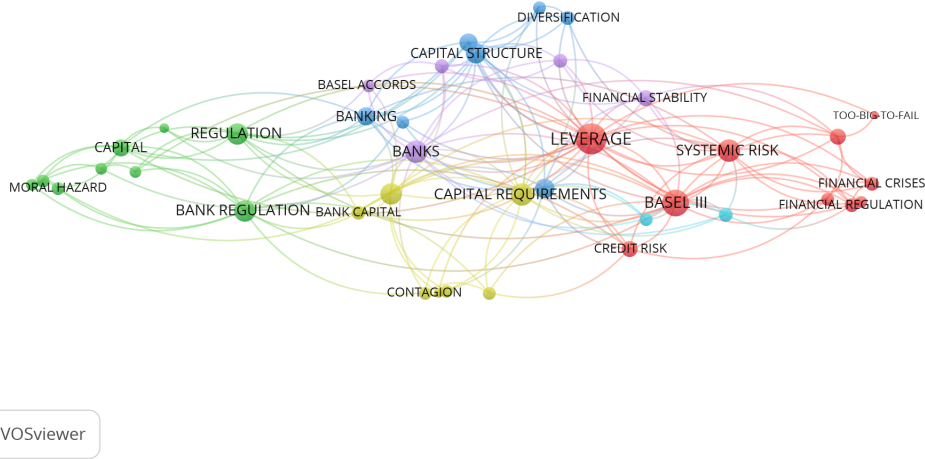 DIVERSIFICATION
CAPITAL STRUCTURE
BASEL ACCORDS
FINANCIAL STABILITY
BANKING
TOO-BIG-TO-FAIL
REGULATION
LEVERAGE
CAPITAL
BANKS
SYSTEMIC RISK
MORAL HAZARD
FINANCIAL CRISES
CAPITAL REQUIREMENTS
BASEL III
FINANCIAL REGULATION
BANK REGULATION
BANK CAPITAL
CREDIT RISK
CONTAGION
VOSviewer